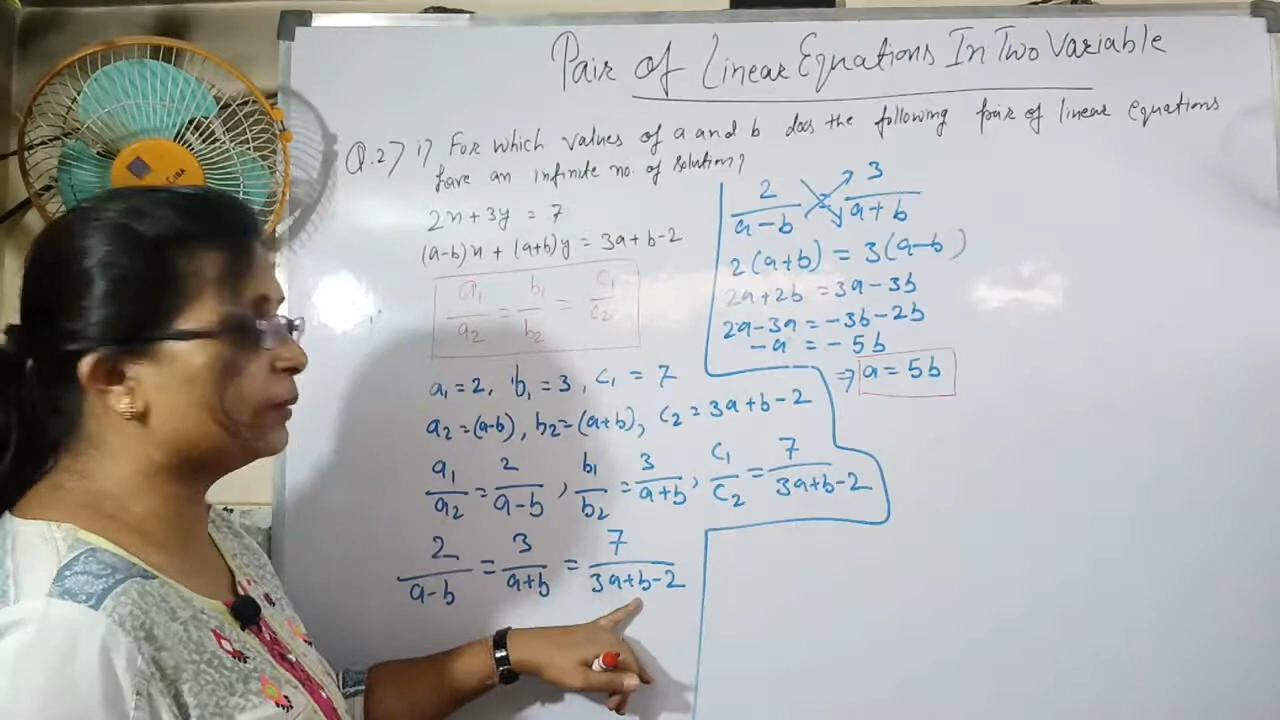 Pair of Linear Equations In Two Variable
Q.2) i) For which values of a and b does the following pair of linear equations
have an infinite no. of solution?
2x + 3y = 7
(a-b)x + (a+b)y = 3a+b-2
a₁/a₂ = b₁/b₂ = c₁/c₂
a₁ = 2, b₁ = 3, c₁ = 7
a₂ = (a-b), b₂ = (a+b), c₂ = 3a+b-2
a₁/a₂ = 2/(a-b), b₁/b₂ = 3/(a+b), c₁/c₂ = 7/(3a+b-2)
2/(a-b) = 3/(a+b) = 7/(3a+b-2)
2/(a-b) 3/(a+b)
2(a+b) = 3(a-b)
2a+2b = 3a-3b
2a-3a = -3b-2b
-a = -5b
⇒ a = 5b
CIBA